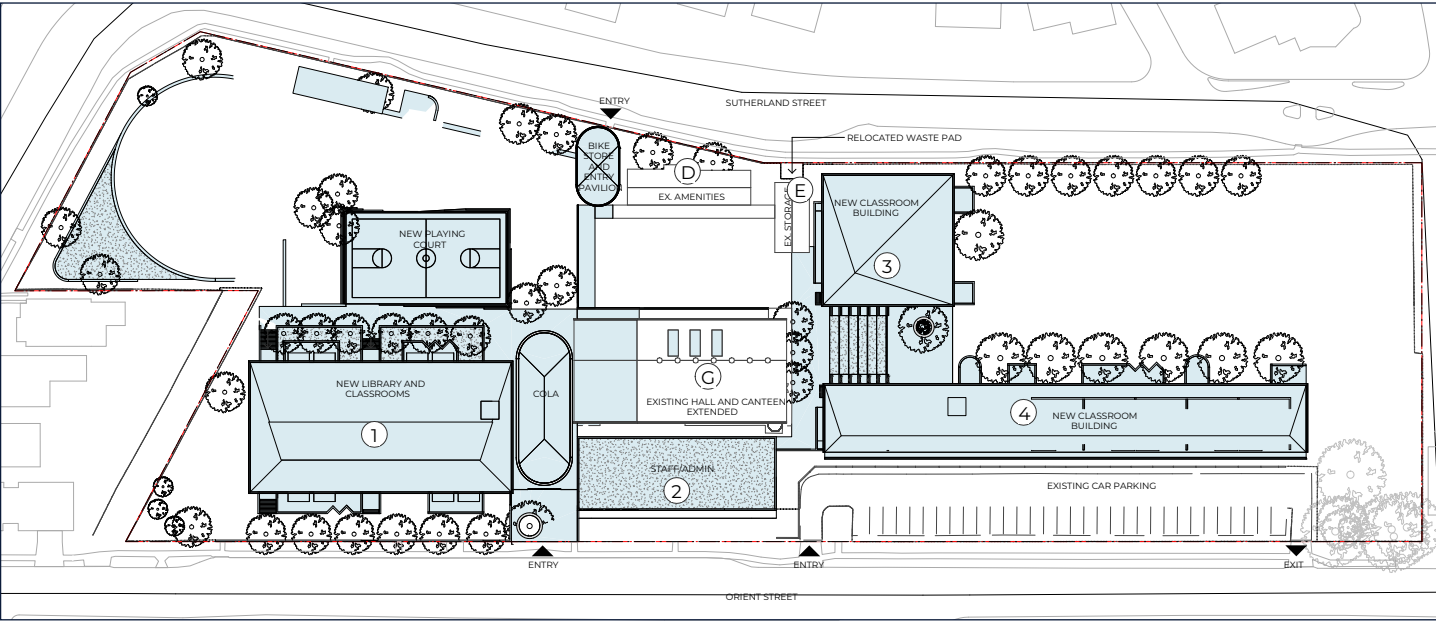 ENTRY
SUTHERLAND STREET
RELOCATED WASTE PAD
BIKE
STORE
AND
ENTRY
PAVILION
D
EX. AMENITIES
E
EX STORAGE
NEW CLASSROOM
BUILDING
3
NEW PLAYING
COURT
NEW LIBRARY AND
CLASSROOMS
1
COLA
G
EXISTING HALL AND CANTEEN
EXTENDED
4
NEW CLASSROOM
BUILDING
STAFF/ADMIN
2
EXISTING CAR PARKING
ENTRY
ENTRY
EXIT
ORIENT STREET